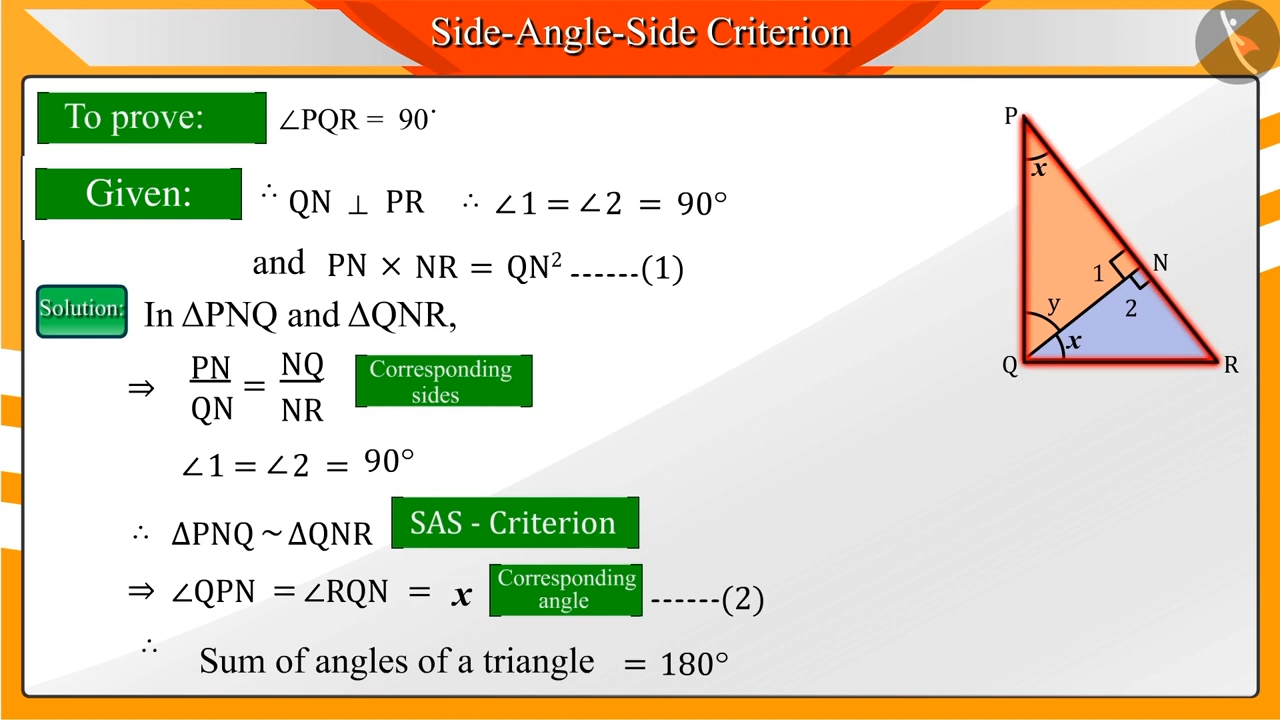 Side-Angle-Side Criterion
To prove: ∠PQR = 90˙
Given: ∴ QN ⊥ PR ∴ ∠1 = ∠2 = 90°
and PN × NR = QN² ------(1)
Solution: In ΔPNQ and ΔQNR,
⇒ PN/QN = NQ/NR Corresponding sides
∠1 = ∠2 = 90°
∴ ΔPNQ ~ ΔQNR SAS - Criterion
⇒ ∠QPN = ∠RQN = x Corresponding angle ------(2)
∴ Sum of angles of a triangle = 180°
P
x
N
1
2
y
x
Q
R